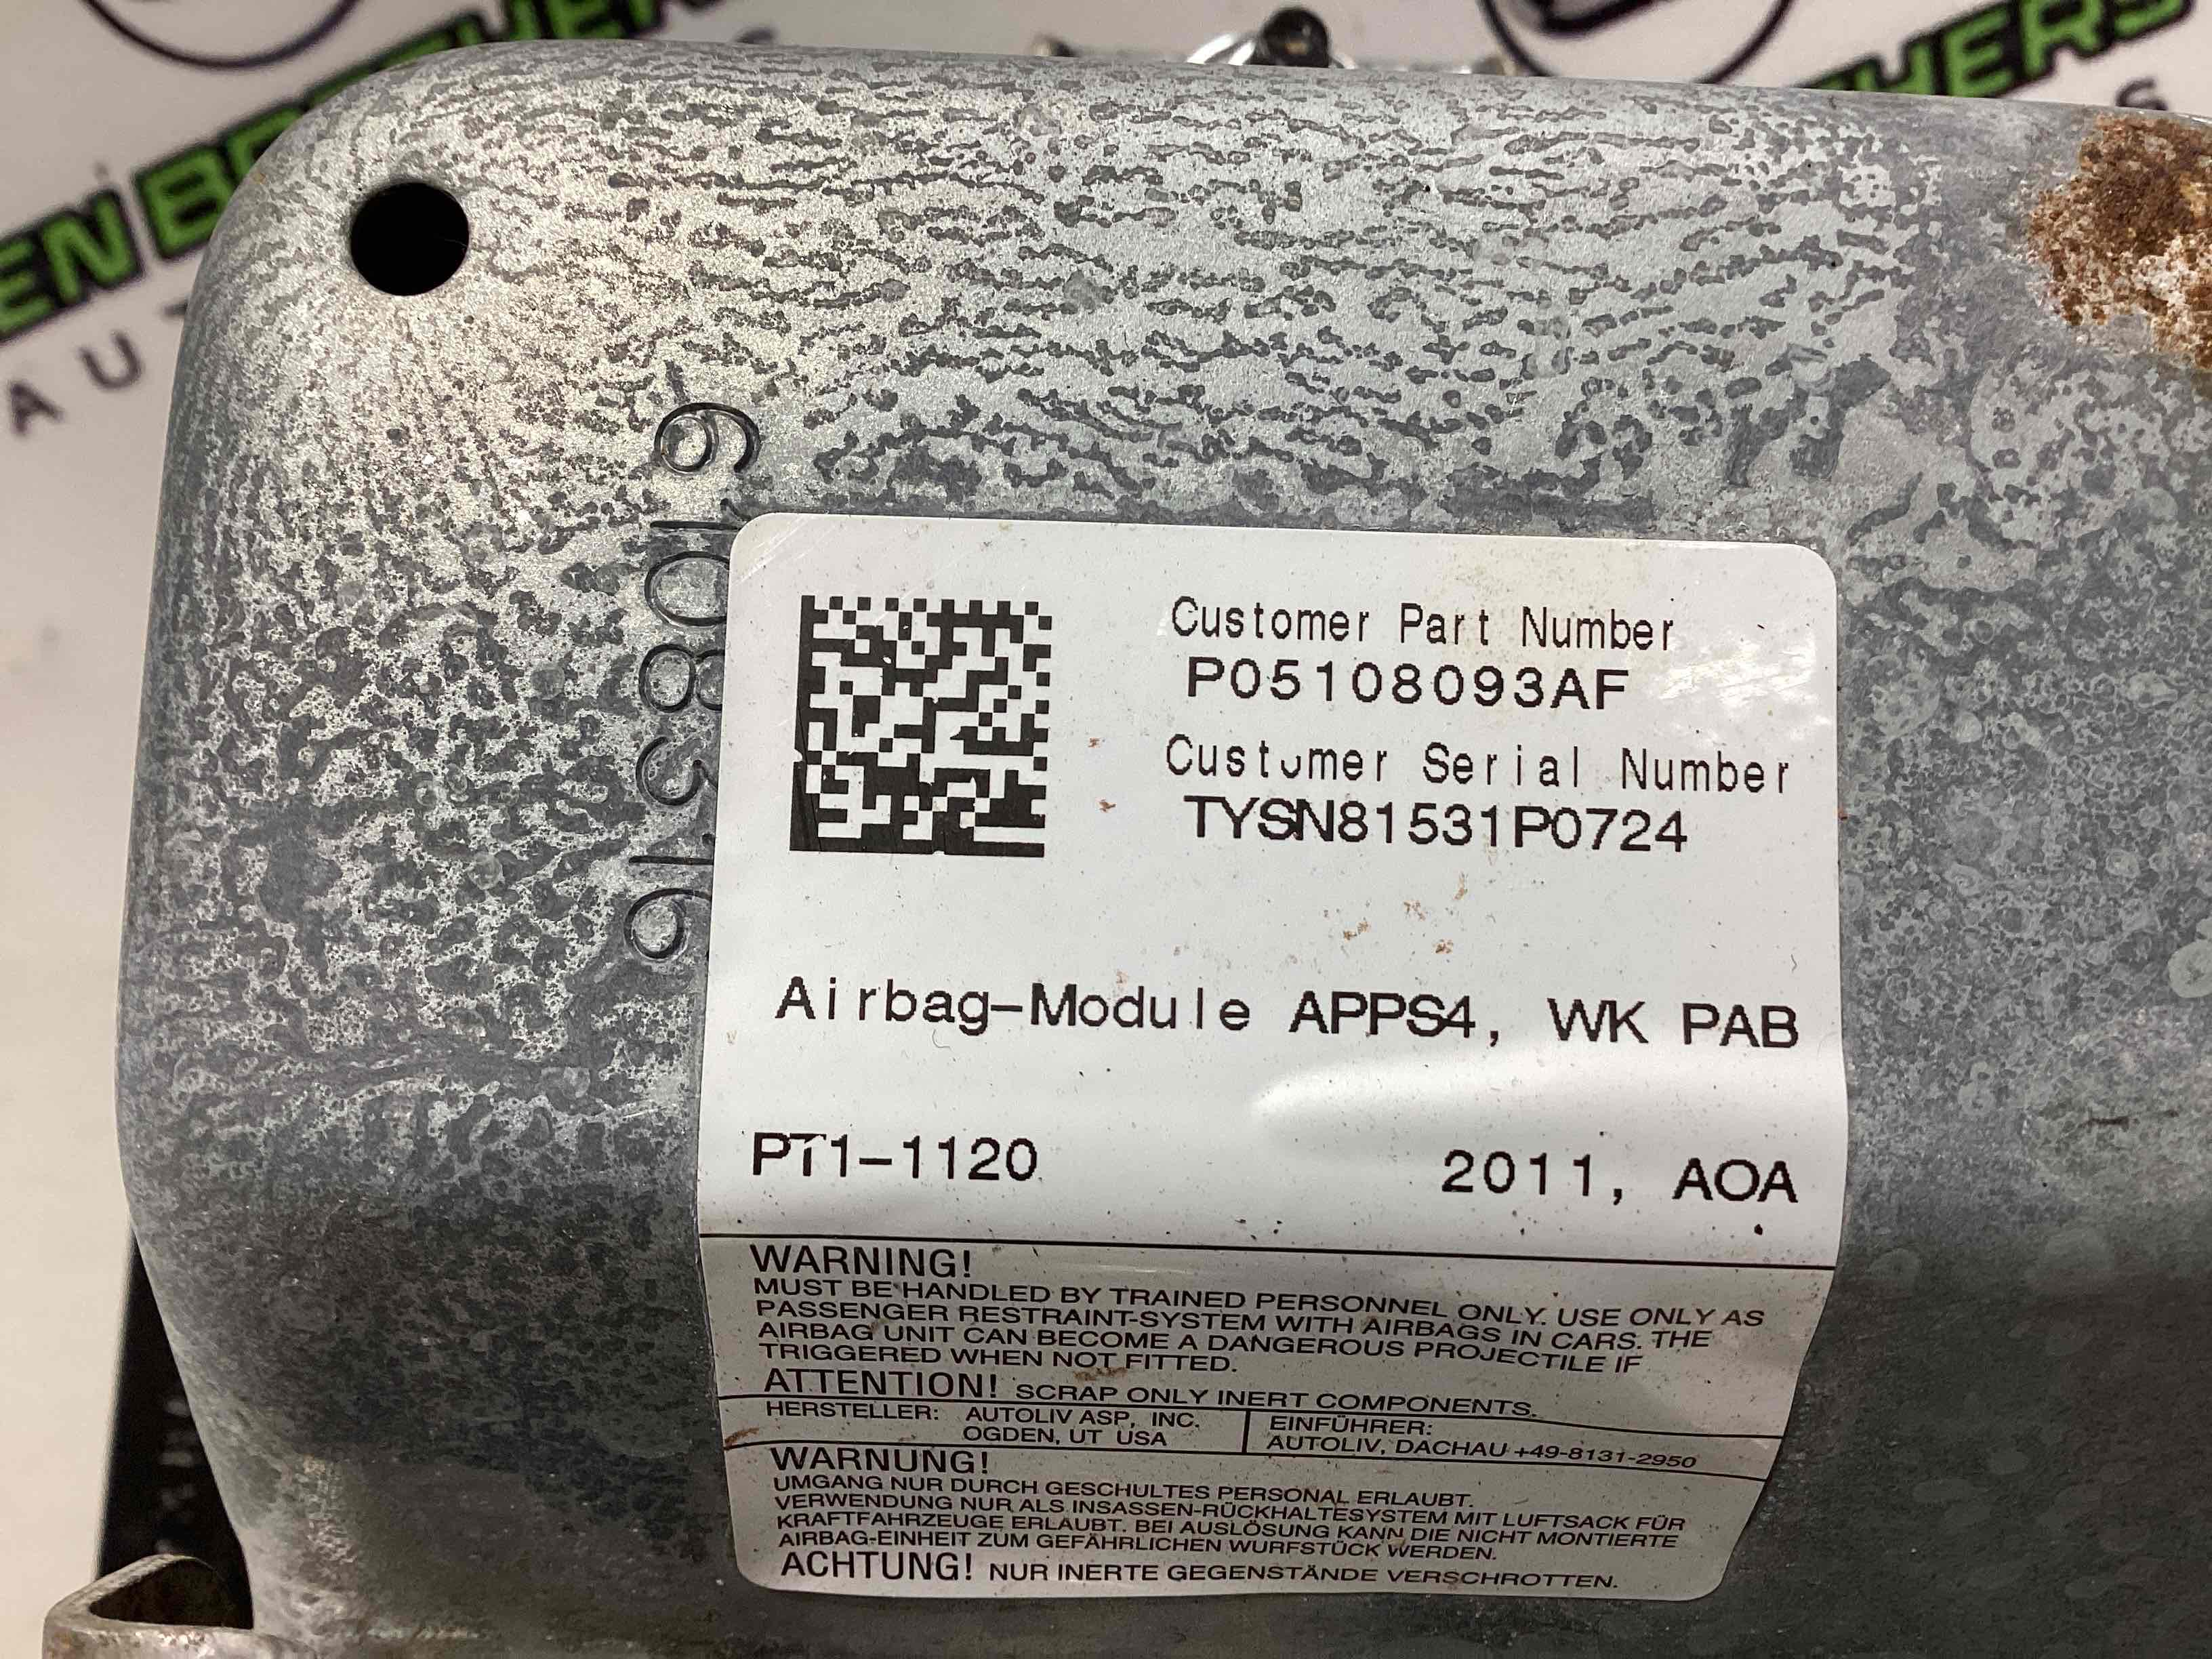 Customer Part Number
P05108093AF
Customer Serial Number
TYSN81531P0724
Airbag-Module APPS4, WK PAB
PT1-1120
2011, AOA
WARNING!
MUST BE HANDLED BY TRAINED PERSONNEL ONLY. USE ONLY AS
PASSENGER RESTRAINT-SYSTEM WITH AIRBAGS IN CARS. THE
AIRBAG UNIT CAN BECOME A DANGEROUS PROJECTILE IF
TRIGGERED WHEN NOT FITTED.
ATTENTION! SCRAP ONLY INERT COMPONENTS.
HERSTELLER: AUTOLIV ASP, INC.
OGDEN, UT USA
EINFÜHRER:
AUTOLIV, DACHAU +49-8131-2950
WARNUNG!
UMGANG NUR DURCH GESCHULTES PERSONAL ERLAUBT.
VERWENDUNG NUR ALS INSASSEN-RÜCKHALTESYSTEM MIT LUFTSACK FÜR
KRAFTFAHRZEUGE ERLAUBT. BEI AUSLÖSUNG KANN DIE NICHT MONTIERTE
AIRBAG-EINHEIT ZUM GEFÄHRLICHEN WURFSTÜCK WERDEN.
ACHTUNG! NUR INERTE GEGENSTÄNDE VERSCHROTTEN.